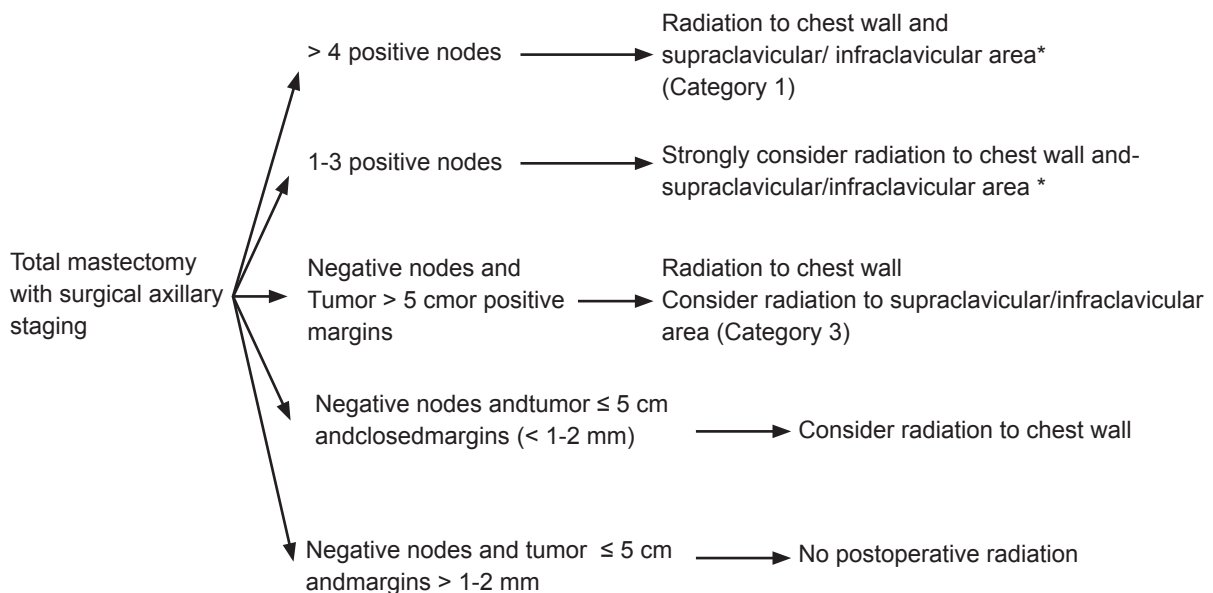 > 4 positive nodes
Radiation to chest wall and
supraclavicular/ infraclavicular area*
(Category 1)
1-3 positive nodes
Strongly consider radiation to chest wall and-
supraclavicular/infraclavicular area *
Total mastectomy
with surgical axillary
staging
Negative nodes and
Tumor > 5 cmor positive
margins
Radiation to chest wall
Consider radiation to supraclavicular/infraclavicular
area (Category 3)
Negative nodes andtumor ≤ 5 cm
andclosedmargins (< 1-2 mm)
Consider radiation to chest wall
Negative nodes and tumor ≤ 5 cm
andmargins > 1-2 mm
No postoperative radiation